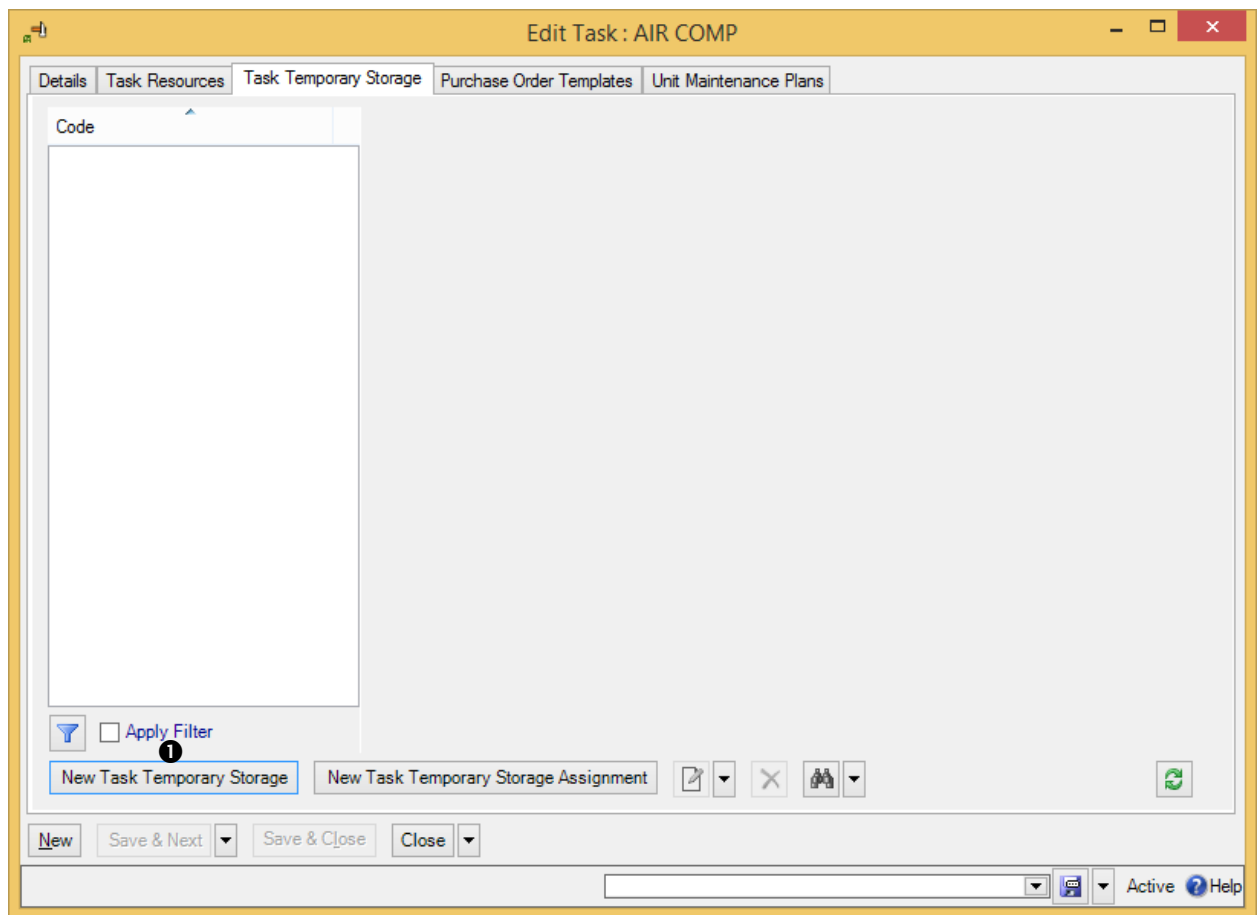 Edit Task : AIR COMP
Details Task Resources Task Temporary Storage Purchase Order Templates Unit Maintenance Plans
Code
Apply Filter
❶
New Task Temporary Storage New Task Temporary Storage Assignment
New Save & Next Save & Close Close
Active Help